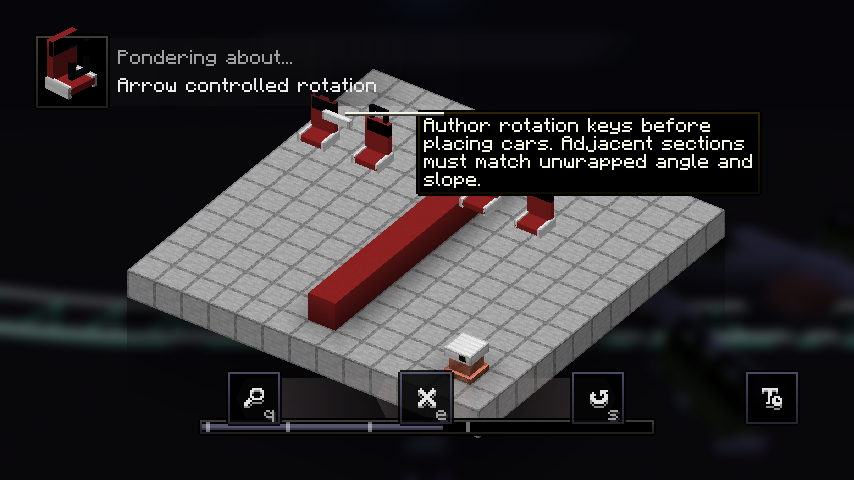 Pondering about...
Arrow controlled rotation
Author rotation keys before
placing cars. Adjacent sections
must match unwrapped angle and
slope.
q
e
s
T